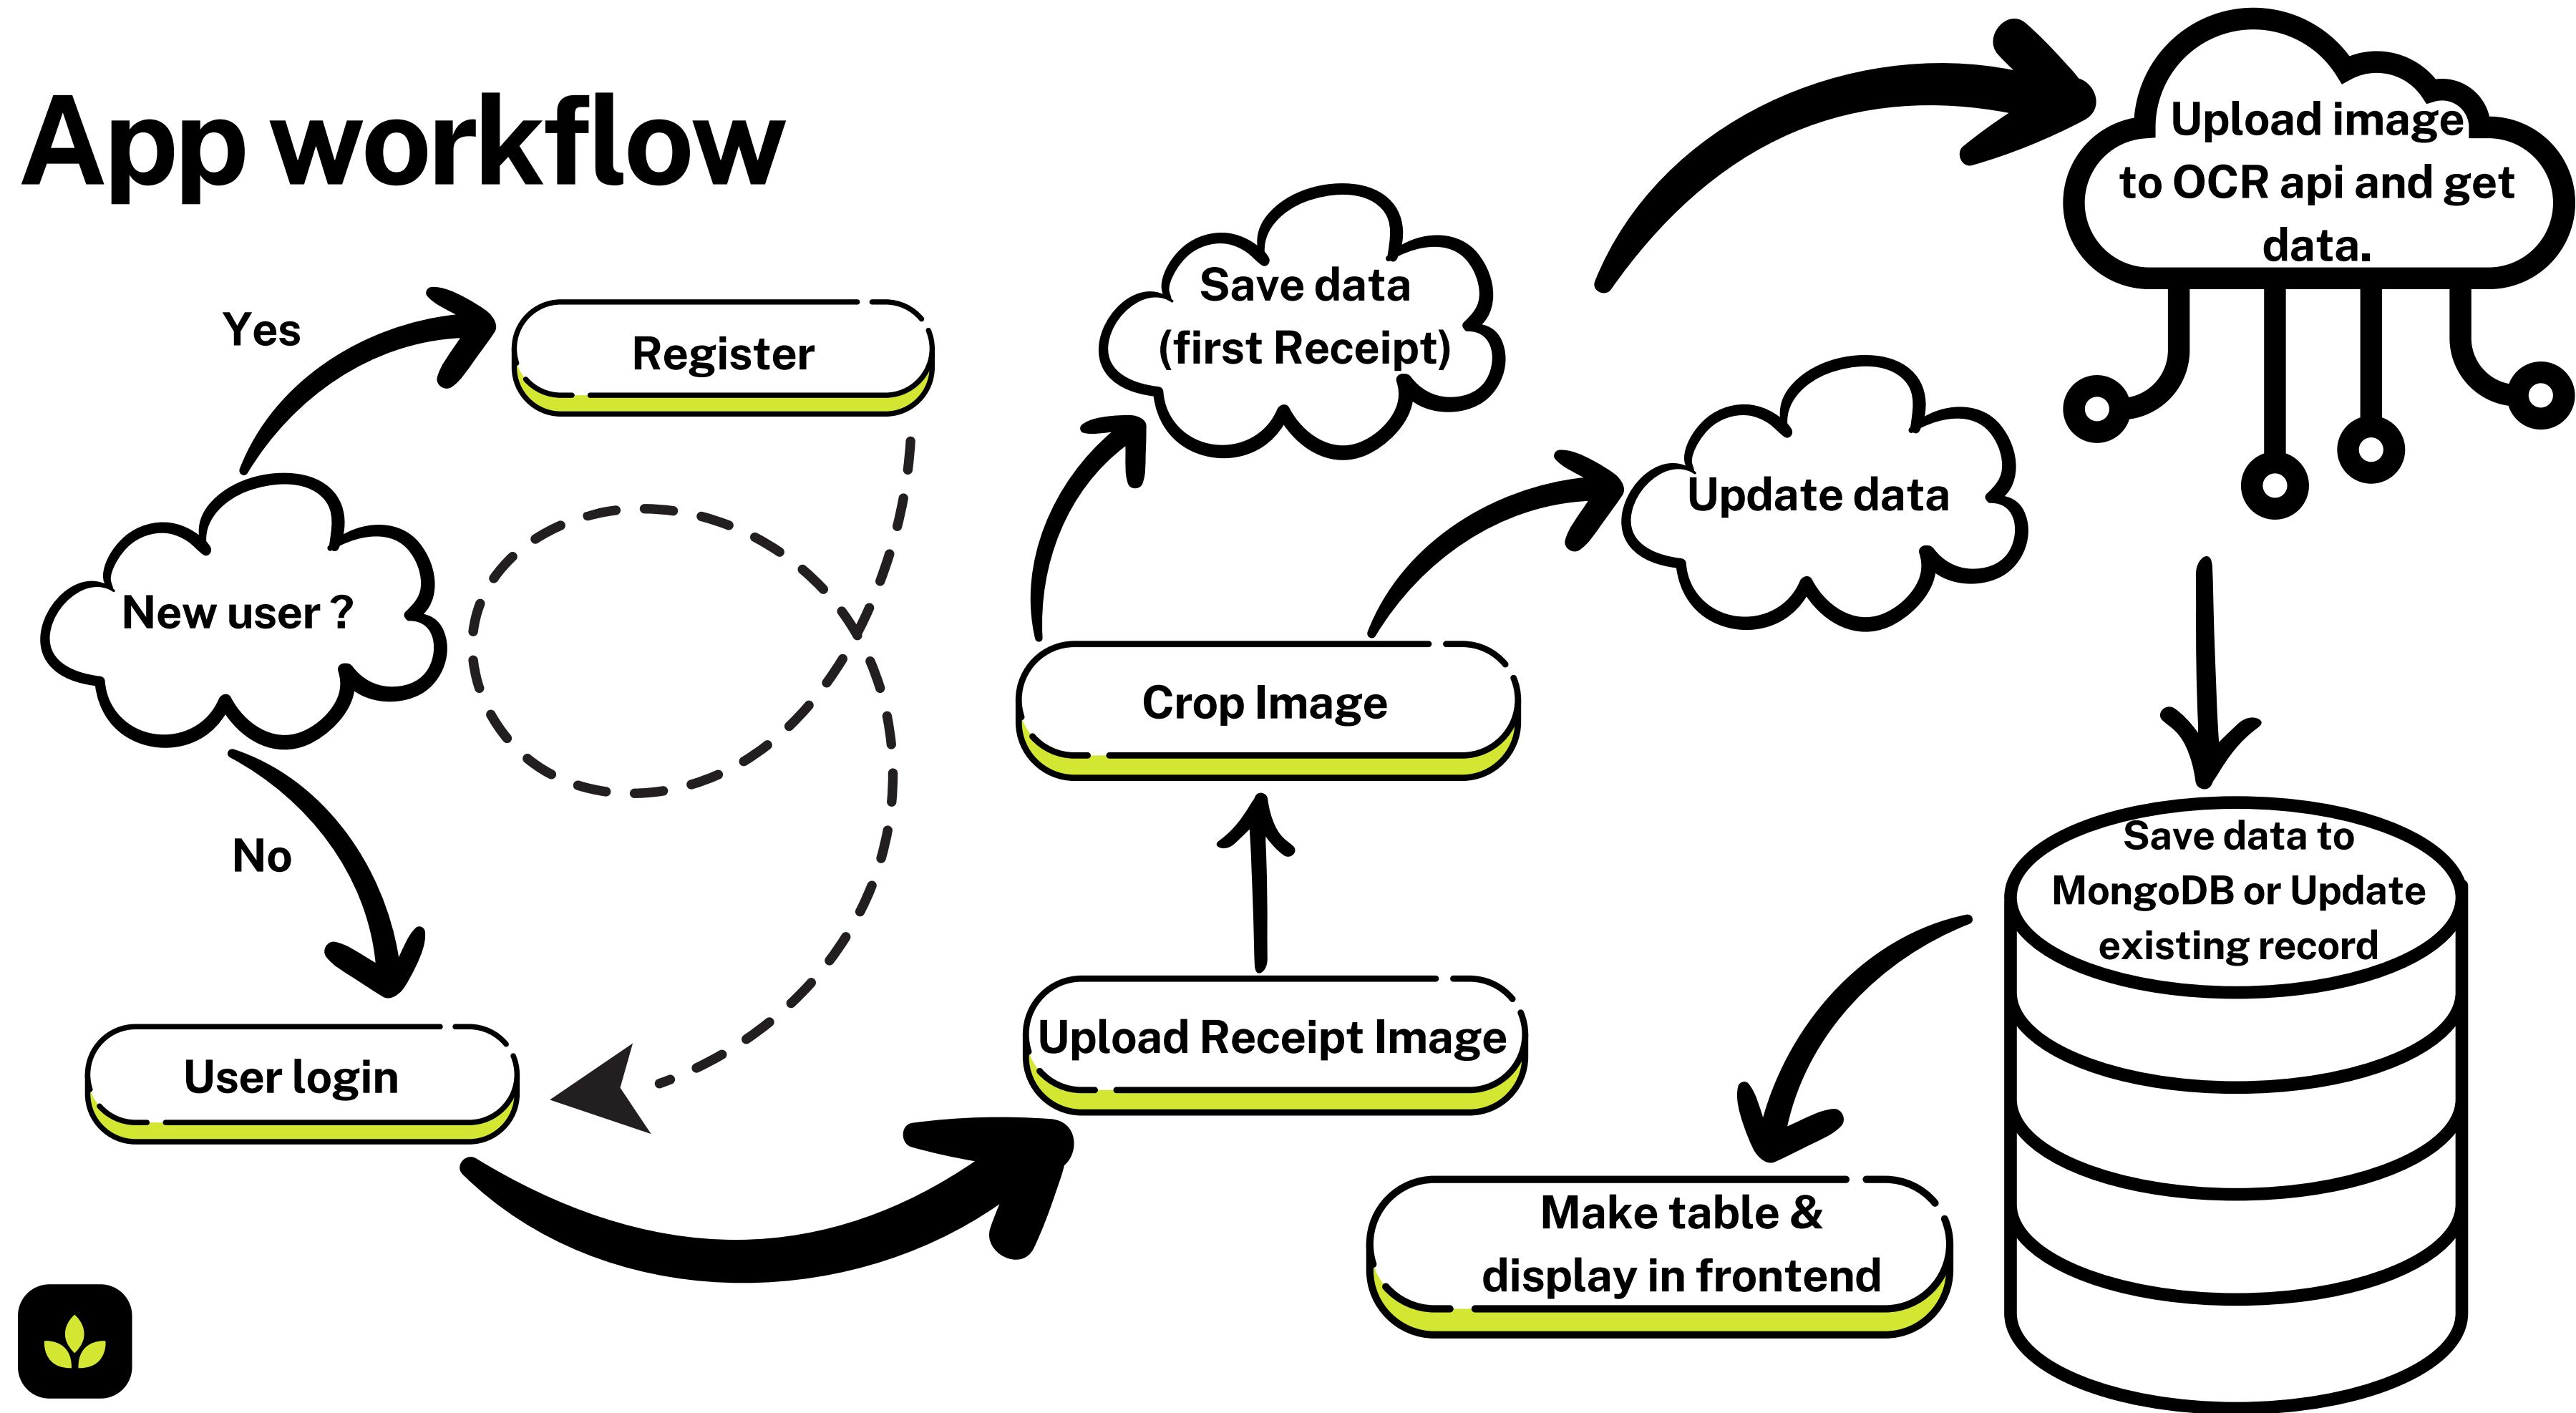 App workflow
Yes
Register
New user ?
No
User login
Save data
(first Receipt)
Update data
Crop Image
Upload Receipt Image
Upload image
to OCR api and get
data.
Save data to
MongoDB or Update
existing record
Make table &
display in frontend